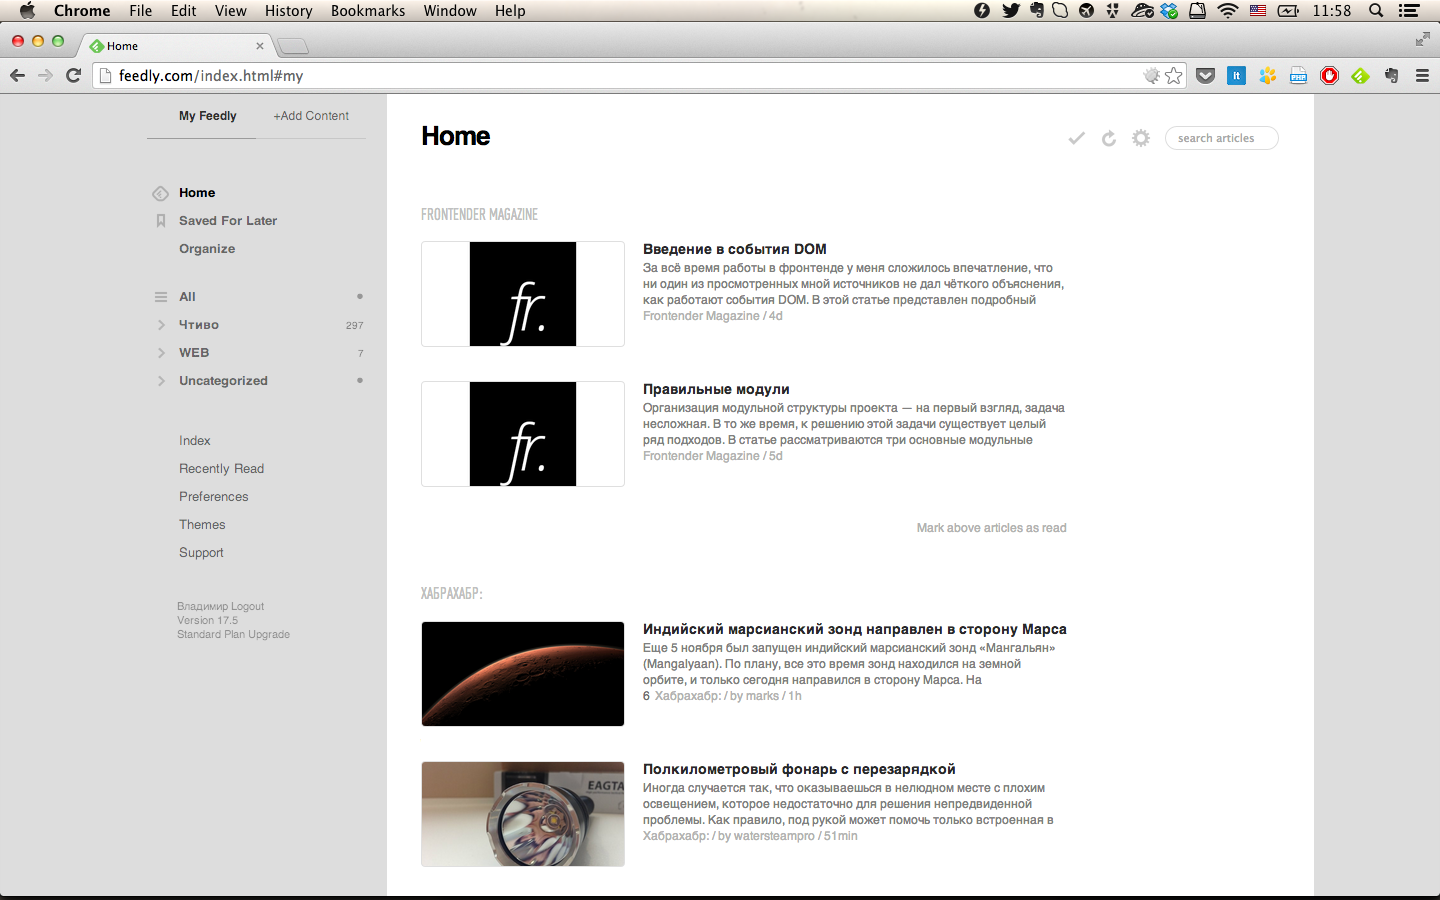 Chrome File Edit View History Bookmarks Window Help 11:58
Home
feedly.com/index.html#my
My Feedly +Add Content
Home
Saved For Later
Organize
All
Чтиво 297
WEB 7
Uncategorized
Index
Recently Read
Preferences
Themes
Support
Владимир Logout
Version 17.5
Standard Plan Upgrade
Home
search articles
FRONTENDER MAGAZINE
fr.
Введение в события DOM
За всё время работы в фронтенде у меня сложилось впечатление, что
ни один из просмотренных мной источников не дал чёткого объяснения,
как работают события DOM. В этой статье представлен подробный
Frontender Magazine / 4d
fr.
Правильные модули
Организация модульной структуры проекта — на первый взгляд, задача
несложная. В то же время, к решению этой задачи существует целый
ряд подходов. В статье рассматриваются три основные модульные
Frontender Magazine / 5d
Mark above articles as read
ХАБРАХАБР:
Индийский марсианский зонд направлен в сторону Марса
Еще 5 ноября был запущен индийский марсианский зонд «Мангальян»
(Mangalyaan). По плану, все это время зонд находился на земной
орбите, и только сегодня направился в сторону Марса. На
6 Хабрахабр: / by marks / 1h
EAGTA
Полкилометровый фонарь с перезарядкой
Иногда случается так, что оказываешься в нелюдном месте с плохим
освещением, которое недостаточно для решения непредвиденной
проблемы. Как правило, под рукой может помочь только встроенная в
Хабрахабр: / by watersteampro / 51min